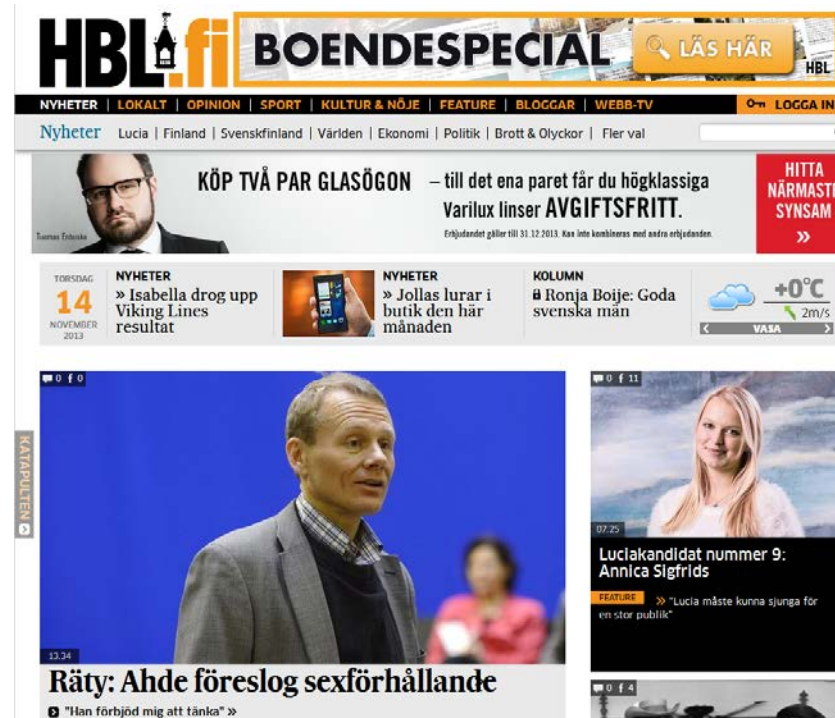 HBL.fi
BOENDESPECIAL
LÄS HÄR
HBL
NYHETER | LOKALT | OPINION | SPORT | KULTUR & NÖJE | FEATURE | BLOGGAR | WEBB-TV
LOGGA IN
Nyheter Lucia | Finland | Svenskfinland | Världen | Ekonomi | Politik | Brott & Olyckor | Fler val
KÖP TVÅ PAR GLASÖGON
– till det ena paret får du högklassiga
Varilux linser AVGIFTSFRITT.
Erbjudandet gäller till 31.12.2013. Kan inte kombineras med andra erbjudanden.
HITTA
NÄRMASTE
SYNSAM
»
TORSDAG
14
NOVEMBER
2013
NYHETER
» Isabella drog upp
Viking Lines
resultat
NYHETER
» Jollas lurar i
butik den här
månaden
KOLUMN
Ronja Boije: Goda
svenska män
+0°C
2m/s
VASA
KATAPULTEN
0 f 0
13.34
Räty: Ahde föreslog sexförhållande
"Han förbjöd mig att tänka" »
0 f 11
07.25
Luciakandidat nummer 9:
Annica Sigfrids
FEATURE » "Lucia måste kunna sjunga för
en stor publik"
0 f 4